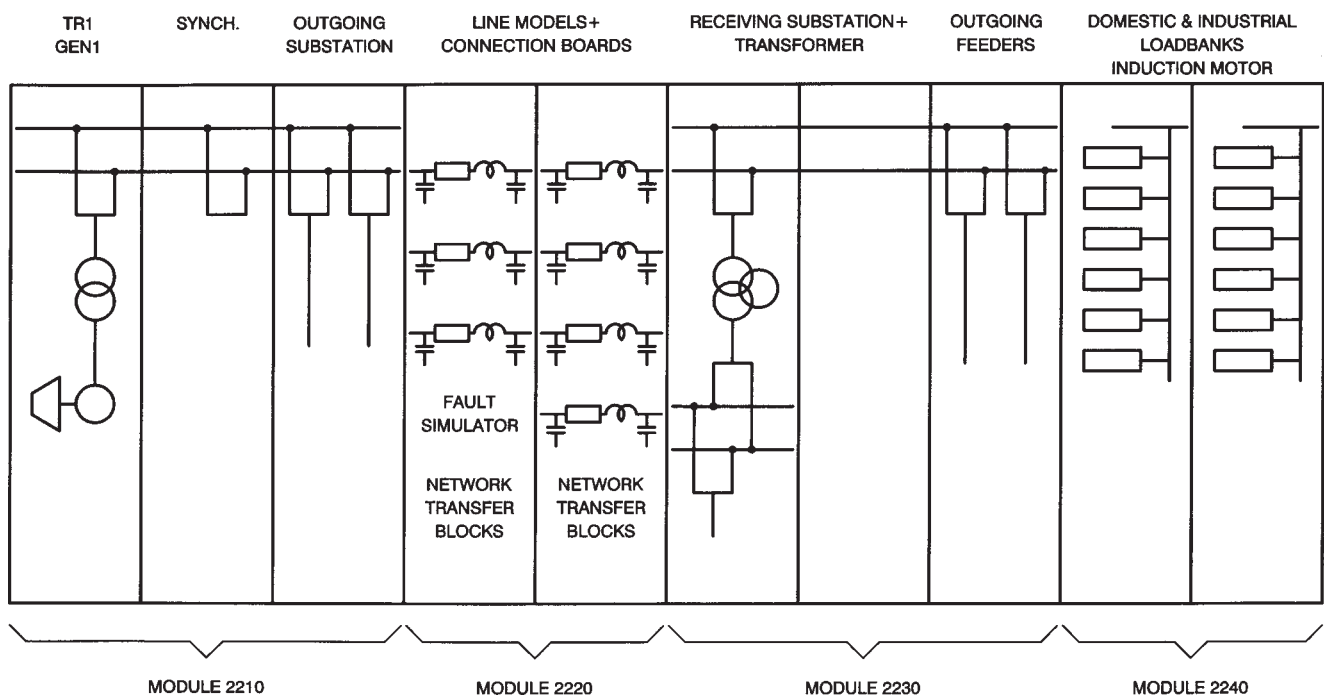 TR1
GEN1
SYNCH.
OUTGOING
SUBSTATION
LINE MODELS+
CONNECTION BOARDS
RECEIVING SUBSTATION+
TRANSFORMER
OUTGOING
FEEDERS
DOMESTIC & INDUSTRIAL
LOADBANKS
INDUCTION MOTOR
FAULT
SIMULATOR
NETWORK
TRANSFER
BLOCKS
NETWORK
TRANSFER
BLOCKS
MODULE 2210
MODULE 2220
MODULE 2230
MODULE 2240